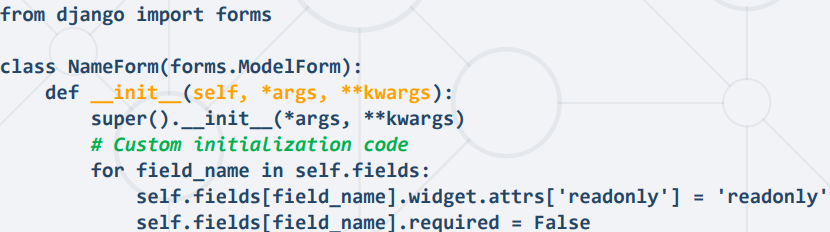 from django import forms
class NameForm(forms.ModelForm):
    def __init__(self, *args, **kwargs):
        super().__init__(*args, **kwargs)
        # Custom initialization code
        for field_name in self.fields:
            self.fields[field_name].widget.attrs['readonly'] = 'readonly'
            self.fields[field_name].required = False